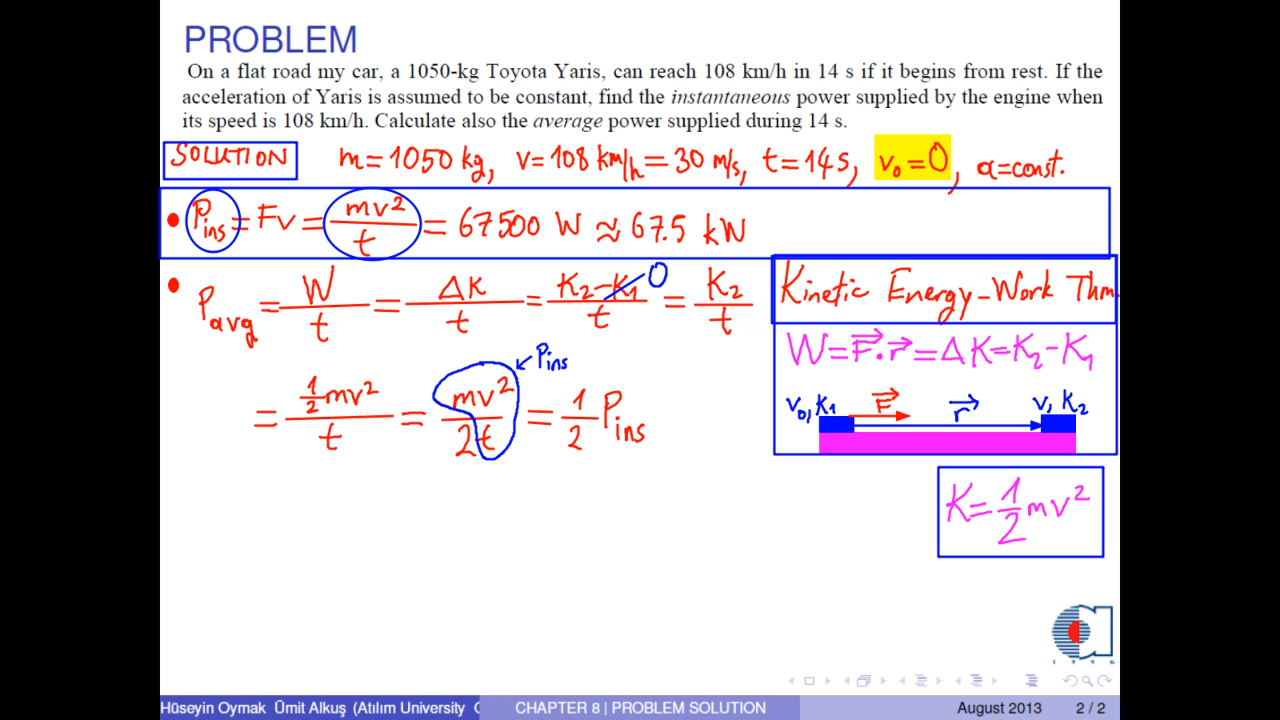 PROBLEM
On a flat road my car, a 1050-kg Toyota Yaris, can reach 108 km/h in 14 s if it begins from rest. If the
acceleration of Yaris is assumed to be constant, find the instantaneous power supplied by the engine when
its speed is 108 km/h. Calculate also the average power supplied during 14 s.
SOLUTION m=1050 kg, v=108 km/h=30 m/s, t=14s, v₀=0, a=const.
• P_ins = Fv = mv²/t = 67500 W ≈ 67.5 kW
• P_avg = W/t = ΔK/t = K₂-K₁/t = K₂/t
0
Kinetic Energy-Work Thm
W=F⃗·r⃗=ΔK=K₂-K₁
= ½mv²/t = mv²/2t = 1/2 P_ins
P_ins
v₀,K₁ F⃗ r⃗ v,K₂
K=½mv²
1 9 9 6
Hüseyin Oymak Ümit Alkuş (Atılım University CHAPTER 8 | PROBLEM SOLUTION August 2013 2 / 2